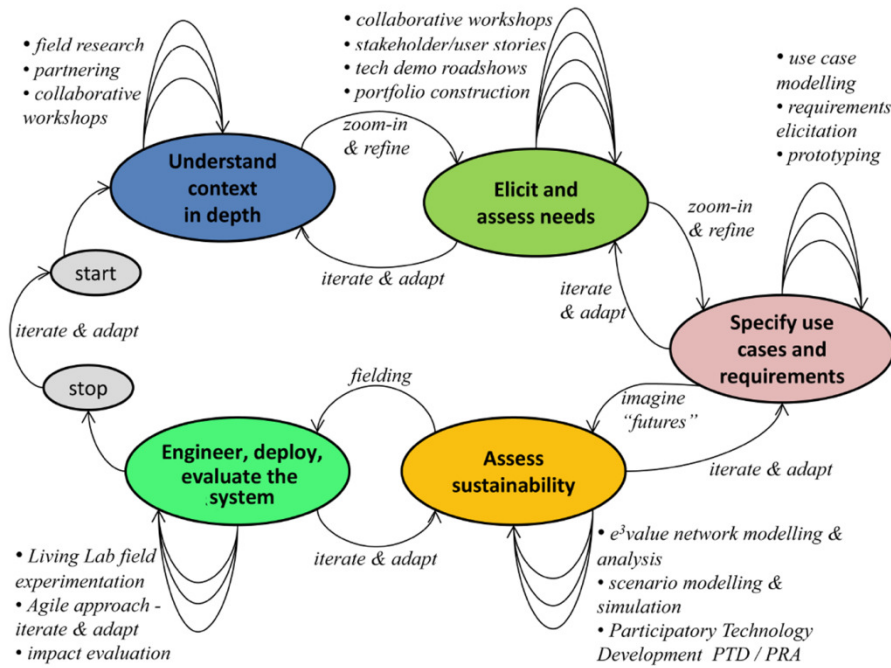 • field research
• partnering
• collaborative
workshops
• collaborative workshops
• stakeholder/user stories
• tech demo roadshows
• portfolio construction
• use case
modelling
• requirements
elicitation
• prototyping
Understand
context
in depth
zoom-in
& refine
Elicit and
assess needs
zoom-in
& refine
iterate & adapt
iterate
& adapt
start
iterate & adapt
stop
Specify use
cases and
requirements
fielding
imagine
“futures”
Engineer, deploy,
evaluate the
system
Assess
sustainability
iterate & adapt
iterate & adapt
• Living Lab field
experimentation
• Agile approach -
iterate & adapt
• impact evaluation
• e³value network modelling &
analysis
• scenario modelling &
simulation
• Participatory Technology
Development PTD / PRA